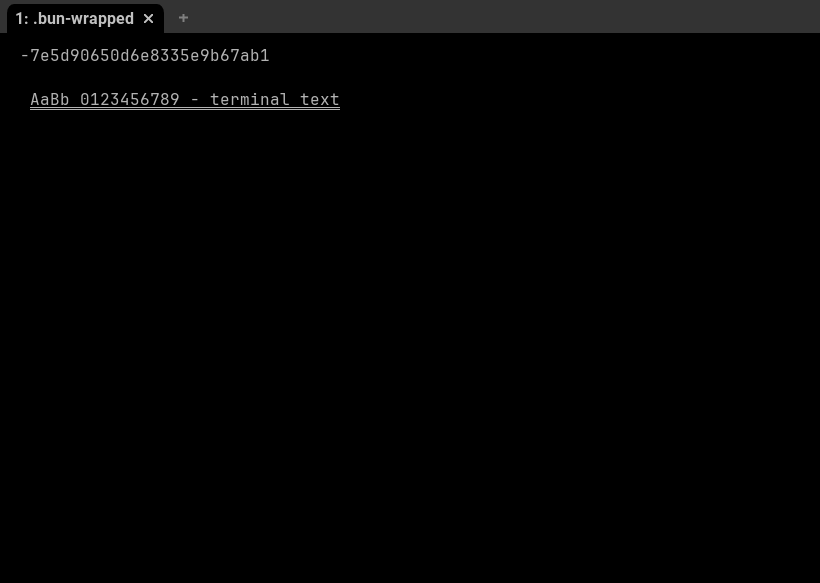 1: .bun-wrapped ✕ +
-7e5d90650d6e8335e9b67ab1
AaBb 0123456789 - terminal text